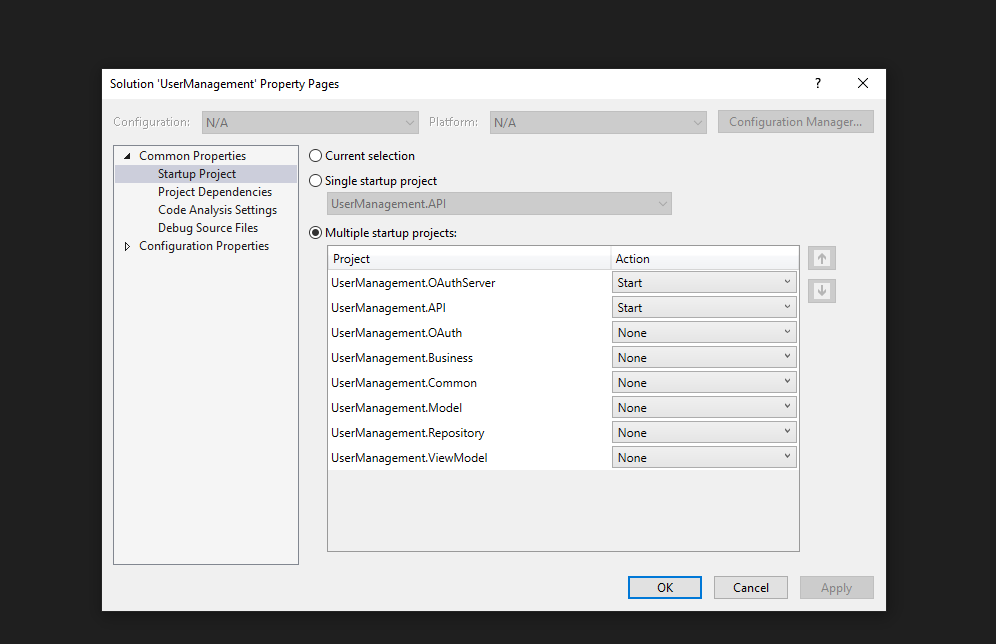 Solution 'UserManagement' Property Pages
?
Configuration: N/A Platform: N/A Configuration Manager...
Common Properties
Startup Project
Project Dependencies
Code Analysis Settings
Debug Source Files
Configuration Properties
Current selection
Single startup project
UserManagement.API
Multiple startup projects:
Project Action
UserManagement.OAuthServer Start
UserManagement.API Start
UserManagement.OAuth None
UserManagement.Business None
UserManagement.Common None
UserManagement.Model None
UserManagement.Repository None
UserManagement.ViewModel None
OK Cancel Apply